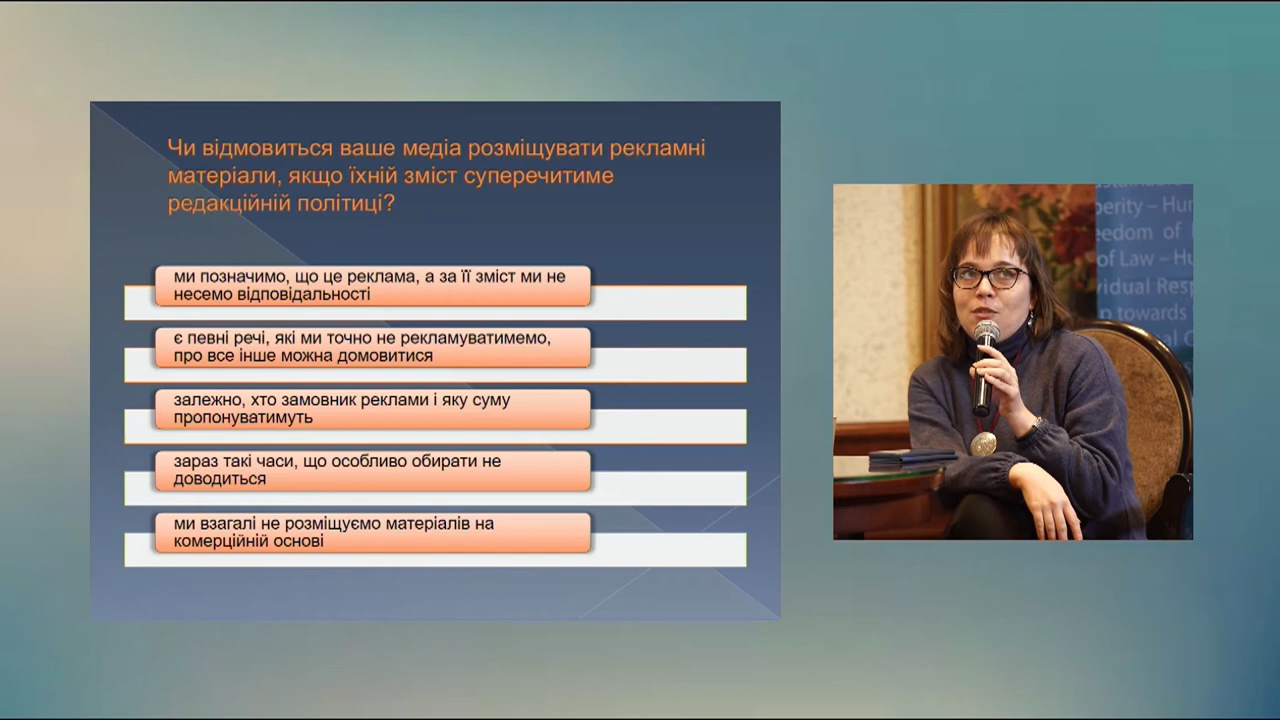 Чи відмовиться ваше медіа розміщувати рекламні
матеріали, якщо їхній зміст суперечитиме
редакційній політиці?
ми позначимо, що це реклама, а за її зміст ми не
несемо відповідальності
є певні речі, які ми точно не рекламуватимемо,
про все інше можна домовитися
залежно, хто замовник реклами і яку суму
пропонуватимуть
зараз такі часи, що особливо обирати не
доводиться
ми взагалі не розміщуємо матеріалів на
комерційній основі
perity – Hum
eedom of
of Law – Hu
vidual Resp
p towards